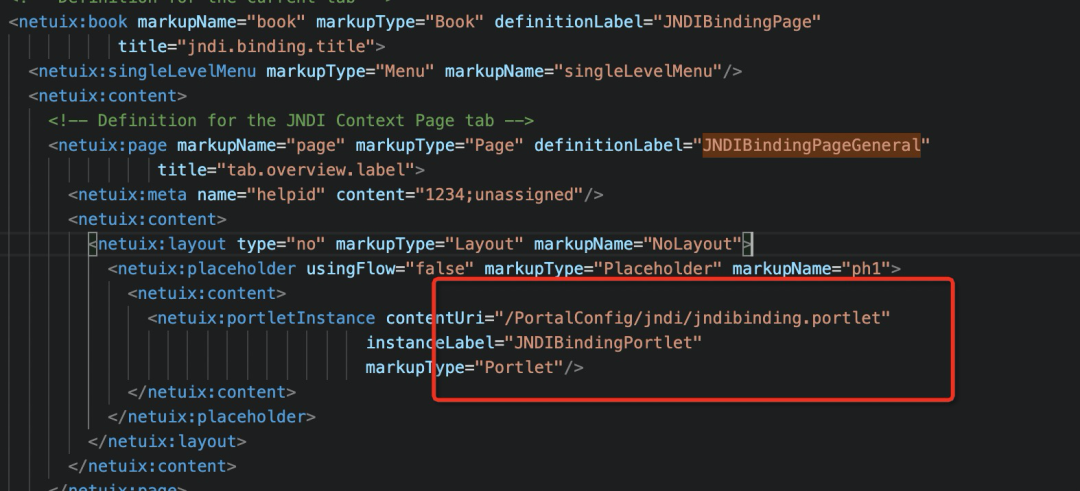 <!-- Definition for the current tab -->
<netuix:book markupName="book" markupType="Book" definitionLabel="JNDIBindingPage"
title="jndi.binding.title">
<netuix:singleLevelMenu markupType="Menu" markupName="singleLevelMenu"/>
<netuix:content>
<!-- Definition for the JNDI Context Page tab -->
<netuix:page markupName="page" markupType="Page" definitionLabel="JNDIBindingPageGeneral"
title="tab.overview.label">
<netuix:meta name="helpid" content="1234;unassigned"/>
<netuix:content>
<netuix:layout type="no" markupType="Layout" markupName="NoLayout">
<netuix:placeholder usingFlow="false" markupType="Placeholder" markupName="ph1">
<netuix:content>
<netuix:portletInstance contentUri="/PortalConfig/jndi/jndibinding.portlet"
instanceLabel="JNDIBindingPortlet"
markupType="Portlet"/>
</netuix:content>
</netuix:placeholder>
</netuix:layout>
</netuix:content>
</netuix:page>